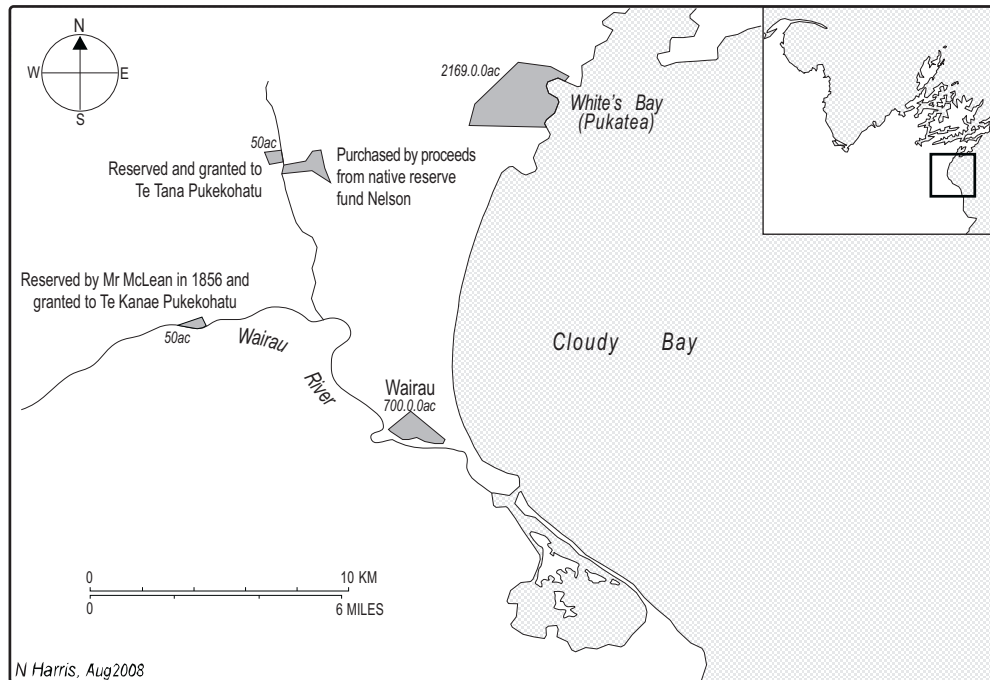 N
W E
S
2169.0.0ac
White's Bay
(Pukatea)
50ac
Reserved and granted to
Te Tana Pukekohatu
Purchased by proceeds
from native reserve
fund Nelson
Reserved by Mr McLean in 1856 and
granted to Te Kanae Pukekohatu
50ac
Wairau
River
Cloudy Bay
Wairau
700.0.0ac
0 10 KM
0 6 MILES
N Harris, Aug2008